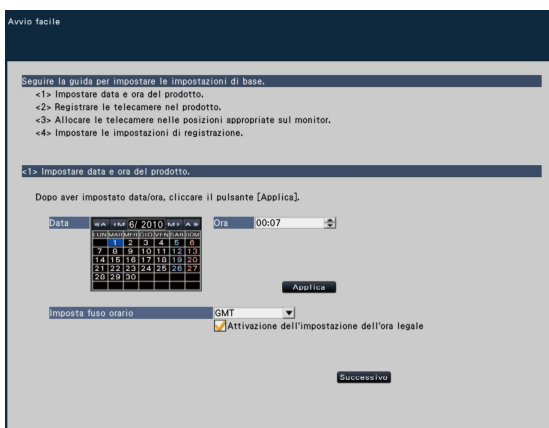 Avvio facile
Seguire la guida per impostare le impostazioni di base.
<1> Impostare data e ora del prodotto.
<2> Registrare le telecamere nel prodotto.
<3> Allocare le telecamere nelle posizioni appropriate sul monitor.
<4> Impostare le impostazioni di registrazione.
<1> Impostare data e ora del prodotto.
Dopo aver impostato data/ora, cliccare il pulsante [Applica].
Data
6/ 2010
LUN MAR MER GIO VEN SAB DOM
1 2 3 4 5 6
7 8 9 10 11 12 13
14 15 16 17 18 19 20
21 22 23 24 25 26 27
28 29 30
Ora 00:07
Applica
Imposta fuso orario GMT
Attivazione dell'impostazione dell'ora legale
Successivo